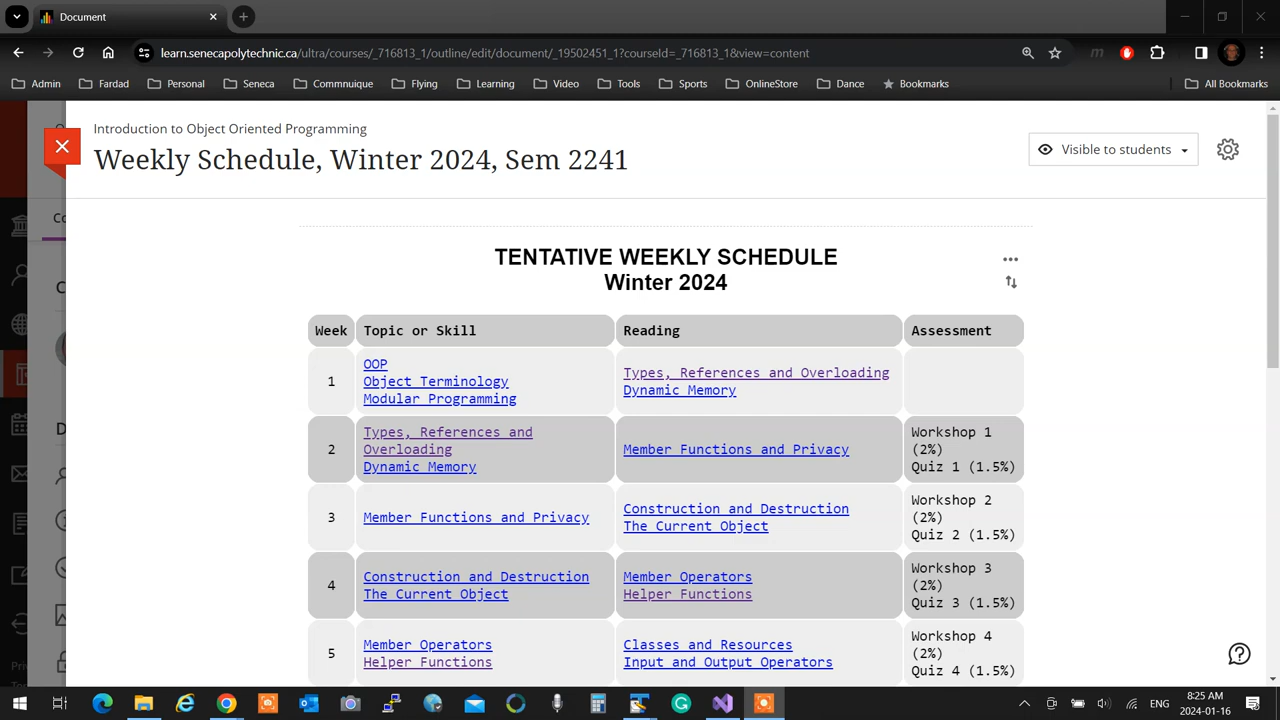 Document
learn.senecapolytechnic.ca/ultra/courses/_716813_1/outline/edit/document/_19502451_1?courseId=_716813_1&view=content
Admin Fardad Personal Seneca Commnuique Flying Learning Video Tools Sports OnlineStore Dance Bookmarks All Bookmarks
Introduction to Object Oriented Programming
Weekly Schedule, Winter 2024, Sem 2241
Visible to students
TENTATIVE WEEKLY SCHEDULE
Winter 2024
Week Topic or Skill Reading Assessment
1
OOP
Object Terminology
Modular Programming
Types, References and Overloading
Dynamic Memory
2
Types, References and
Overloading
Dynamic Memory
Member Functions and Privacy
Workshop 1
(2%)
Quiz 1 (1.5%)
3
Member Functions and Privacy
Construction and Destruction
The Current Object
Workshop 2
(2%)
Quiz 2 (1.5%)
4
Construction and Destruction
The Current Object
Member Operators
Helper Functions
Workshop 3
(2%)
Quiz 3 (1.5%)
5
Member Operators
Helper Functions
Classes and Resources
Input and Output Operators
Workshop 4
(2%)
Quiz 4 (1.5%)
ENG
8:25 AM
2024-01-16